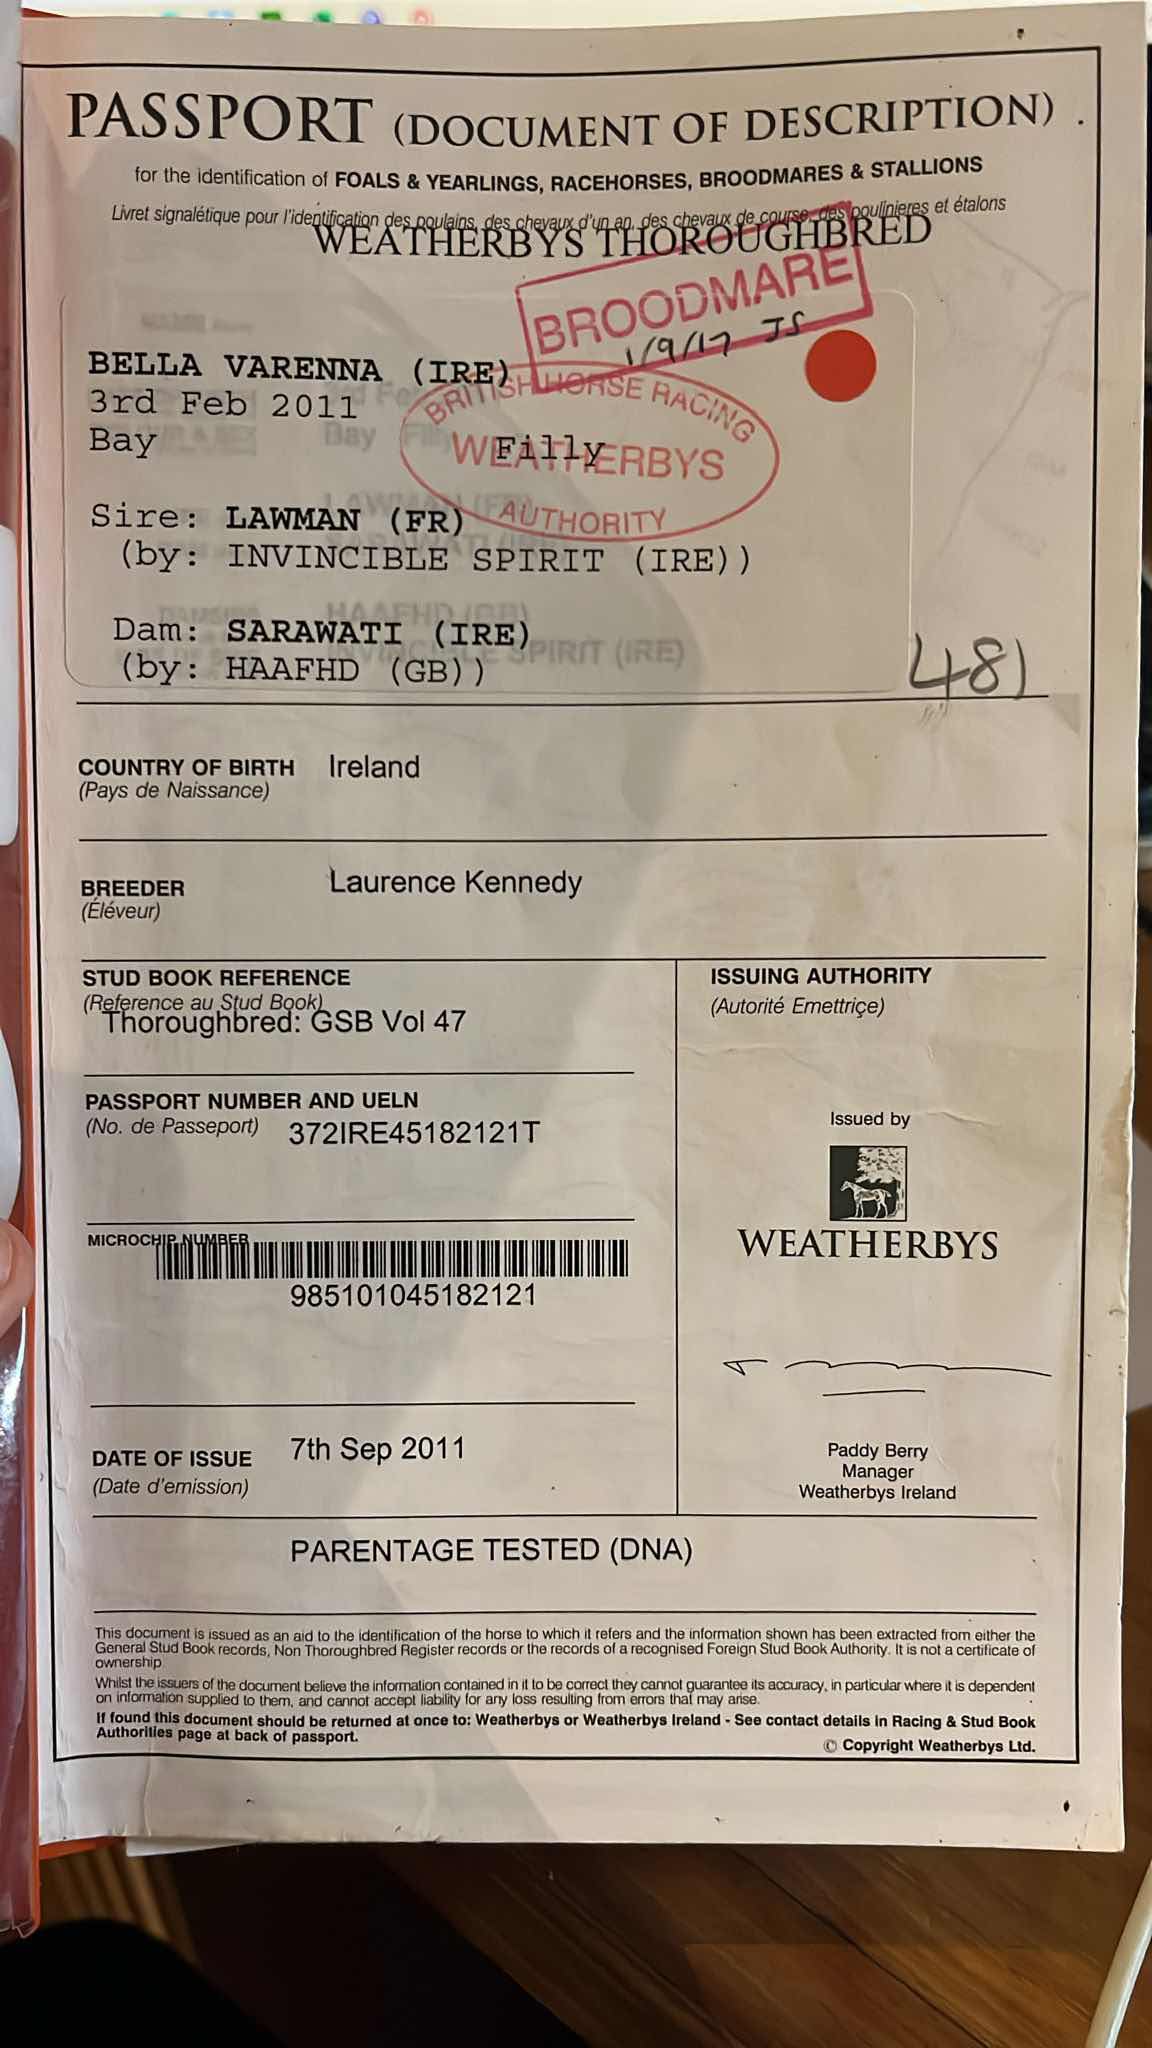 PASSPORT (DOCUMENT OF DESCRIPTION) .
for the identification of FOALS & YEARLINGS, RACEHORSES, BROODMARES & STALLIONS
Livret signalétique pour l'identification des poulains, des chevaux d'un an, des chevaux de course, des poulinieres et étalons
WEATHERBYS THOROUGHBRED
BROODMARE
1/9/17 JS
BELLA VARENNA (IRE)
3rd Feb 2011
Bay Filly
BRITISH HORSE RACING
WEATHERBYS
AUTHORITY
Sire: LAWMAN (FR)
(by: INVINCIBLE SPIRIT (IRE))
Dam: SARAWATI (IRE)
(by: HAAFHD (GB))
481
COUNTRY OF BIRTH Ireland
(Pays de Naissance)
BREEDER Laurence Kennedy
(Éléveur)
STUD BOOK REFERENCE
(Reference au Stud Book)
Thoroughbred: GSB Vol 47
ISSUING AUTHORITY
(Autorité Emettriçe)
PASSPORT NUMBER AND UELN
(No. de Passeport) 372IRE45182121T
MICROCHIP NUMBER
985101045182121
Issued by
WEATHERBYS
DATE OF ISSUE 7th Sep 2011
(Date d'emission)
Paddy Berry
Manager
Weatherbys Ireland
PARENTAGE TESTED (DNA)
This document is issued as an aid to the identification of the horse to which it refers and the information shown has been extracted from either the
General Stud Book records, Non Thoroughbred Register records or the records of a recognised Foreign Stud Book Authority. It is not a certificate of
ownership
Whilst the issuers of the document believe the information contained in it to be correct they cannot guarantee its accuracy, in particular where it is dependent
on information supplied to them, and cannot accept liability for any loss resulting from errors that may arise.
If found this document should be returned at once to: Weatherbys or Weatherbys Ireland - See contact details in Racing & Stud Book
Authorities page at back of passport.
© Copyright Weatherbys Ltd.